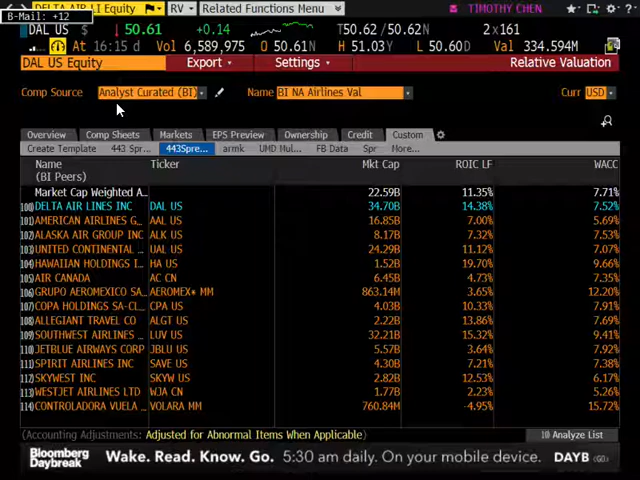 DELTA AIR LI Equity RV Related Functions Menu TIMOTHY CHEN
B-Mail: +12
DAL US $ ↓ 50.61 +0.14 T50.62 / 50.62N 2 x161
At 16:15 d Vol 6,589,975 O 50.61N H 51.03Y L 50.60D Val 334.594M
DAL US Equity Export Settings Relative Valuation
Comp Source Analyst Curated (BI) Name BI NA Airlines Val Curr USD
Overview Comp Sheets Markets EPS Preview Ownership Credit Custom
Create Template 443 Spr... 443Spre... armk UMD Mul... FB Data Spr More...
Name Ticker Mkt Cap ROIC LF WACC
(BI Peers)
Market Cap Weighted A... 22.59B 11.35% 7.71%
100) DELTA AIR LINES INC DAL US 34.70B 14.38% 7.52%
101) AMERICAN AIRLINES G... AAL US 16.85B 7.00% 5.69%
102) ALASKA AIR GROUP INC ALK US 8.17B 7.32% 7.53%
103) UNITED CONTINENTAL ... UAL US 24.29B 11.12% 7.07%
104) HAWAIIAN HOLDINGS I... HA US 1.52B 19.70% 9.66%
105) AIR CANADA AC CN 6.45B 4.73% 7.35%
106) GRUPO AEROMEXICO SA... AEROMEX* MM 863.14M 3.65% 12.20%
107) COPA HOLDINGS SA-CL... CPA US 4.03B 10.33% 7.91%
108) ALLEGIANT TRAVEL CO ALGT US 2.22B 13.86% 7.69%
109) SOUTHWEST AIRLINES ... LUV US 32.21B 15.32% 9.41%
110) JETBLUE AIRWAYS CORP JBLU US 5.57B 3.64% 7.92%
111) SPIRIT AIRLINES INC SAVE US 4.30B 7.21% 7.38%
112) SKYWEST INC SKYW US 2.82B 12.53% 6.17%
113) WESTJET AIRLINES LTD WJA CN 1.77B 2.23% 5.26%
114) CONTROLADORA VUELA ... VOLARA MM 760.84M -4.95% 15.72%
(Accounting Adjustments: Adjusted for Abnormal Items When Applicable) 10 Analyze List
Bloomberg Daybreak Wake. Read. Know. Go. 5:30 am daily. On your mobile device. DAYB ‹GO›